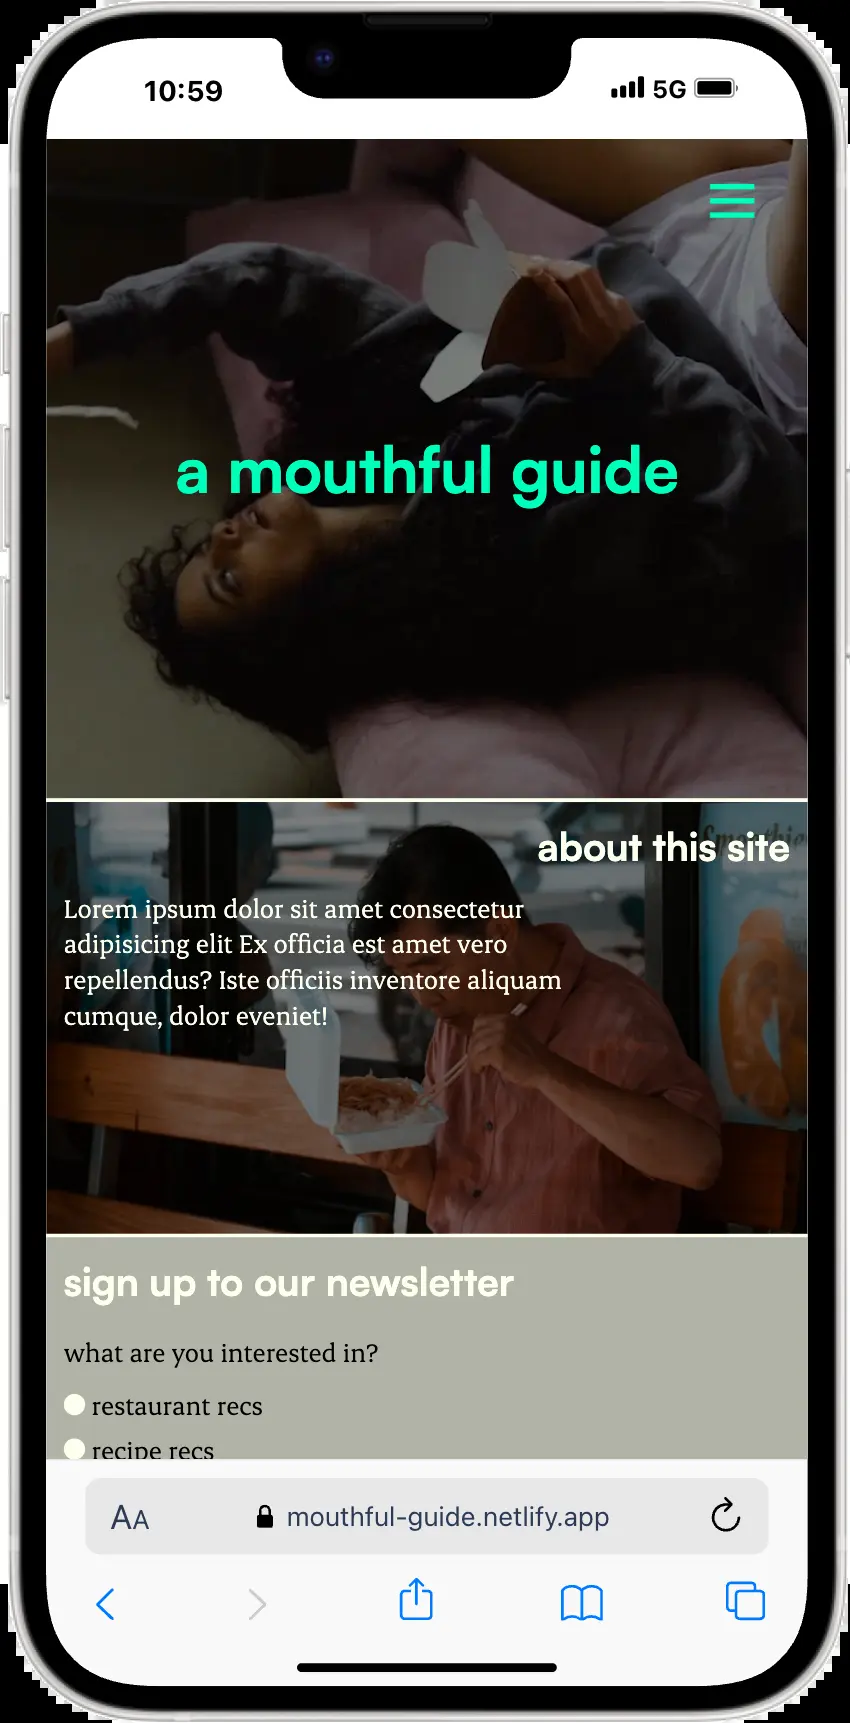 10:59
5G
a mouthful guide
about this site
Lorem ipsum dolor sit amet consectetur
adipisicing elit Ex officia est amet vero
repellendus? Iste officiis inventore aliquam
cumque, dolor eveniet!
sign up to our newsletter
what are you interested in?
restaurant recs
recipe recs
AA
mouthful-guide.netlify.app